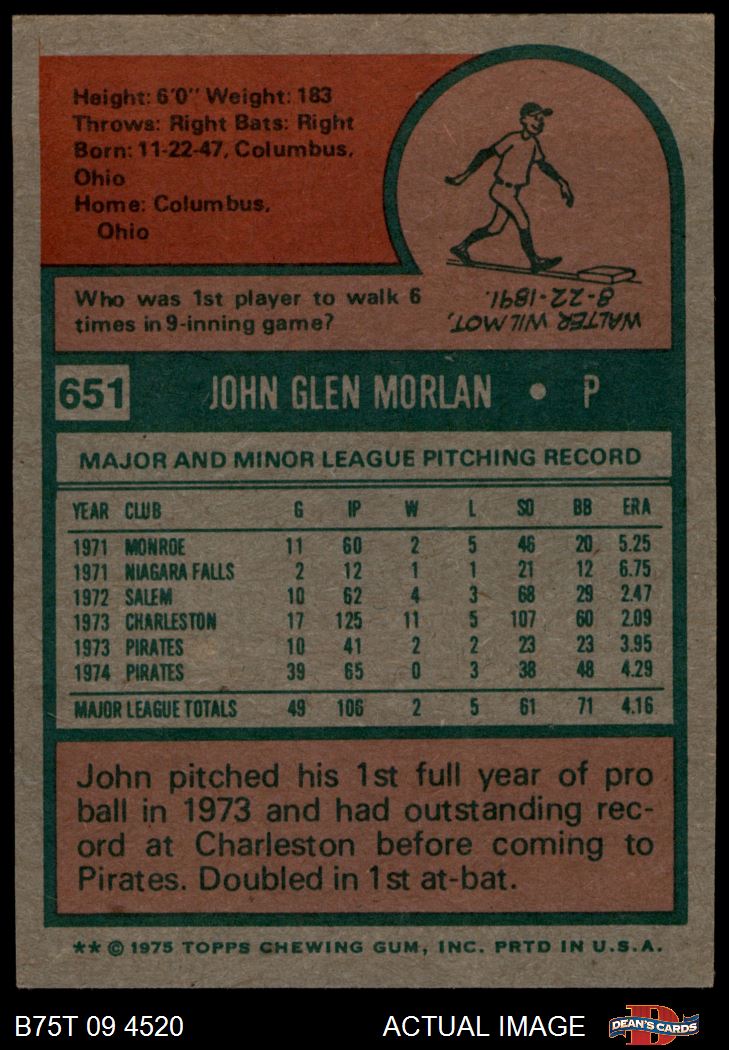 Height: 6'0" Weight: 183
Throws: Right Bats: Right
Born: 11-22-47, Columbus,
Ohio
Home: Columbus,
Ohio
Who was 1st player to walk 6
times in 9-inning game?
WALTER WILMOT,
8-22-1891.
651 JOHN GLEN MORLAN • P
MAJOR AND MINOR LEAGUE PITCHING RECORD
YEAR CLUB G IP W L SO BB ERA
1971 MONROE 11 60 2 5 46 20 5.25
1971 NIAGARA FALLS 2 12 1 1 21 12 6.75
1972 SALEM 10 62 4 3 68 29 2.47
1973 CHARLESTON 17 125 11 5 107 60 2.09
1973 PIRATES 10 41 2 2 23 23 3.95
1974 PIRATES 39 65 0 3 38 48 4.29
MAJOR LEAGUE TOTALS 49 106 2 5 61 71 4.16
John pitched his 1st full year of pro
ball in 1973 and had outstanding rec-
ord at Charleston before coming to
Pirates. Doubled in 1st at-bat.
** © 1975 TOPPS CHEWING GUM, INC. PRTD IN U.S.A.
B75T 09 4520 ACTUAL IMAGE DEAN'S CARDS